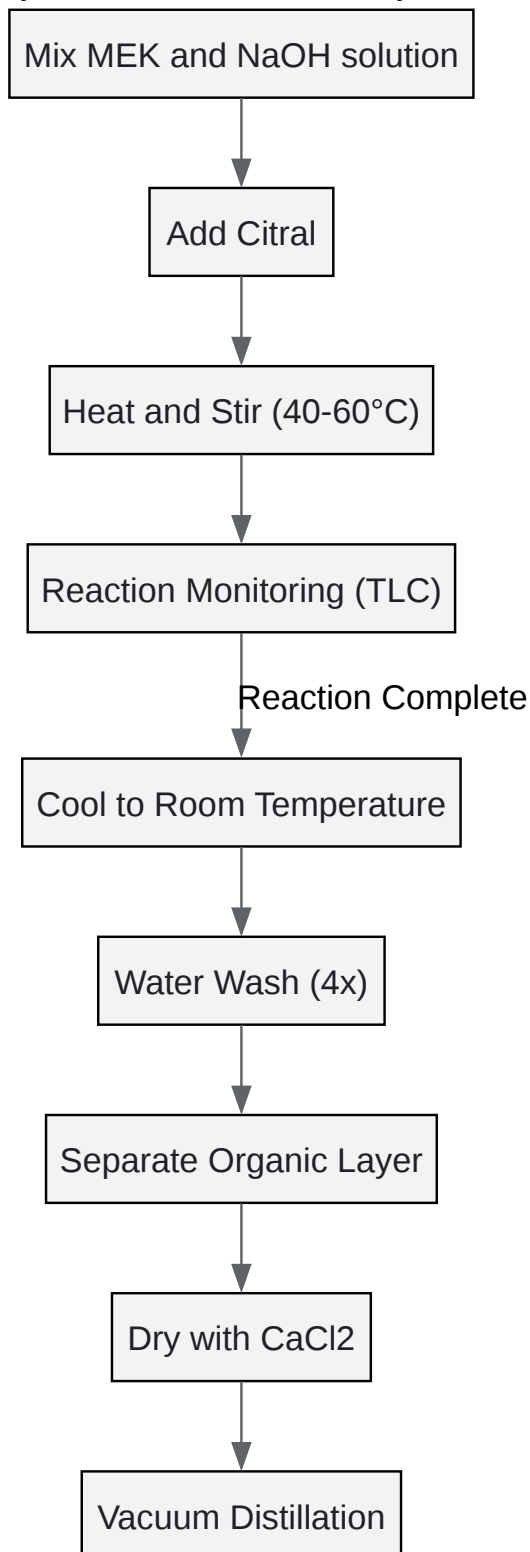 Mix MEK and NaOH solution
Add Citral
Heat and Stir (40-60°C)
Reaction Monitoring (TLC)
Reaction Complete
Cool to Room Temperature
Water Wash (4x)
Separate Organic Layer
Dry with CaCl2
Vacuum Distillation